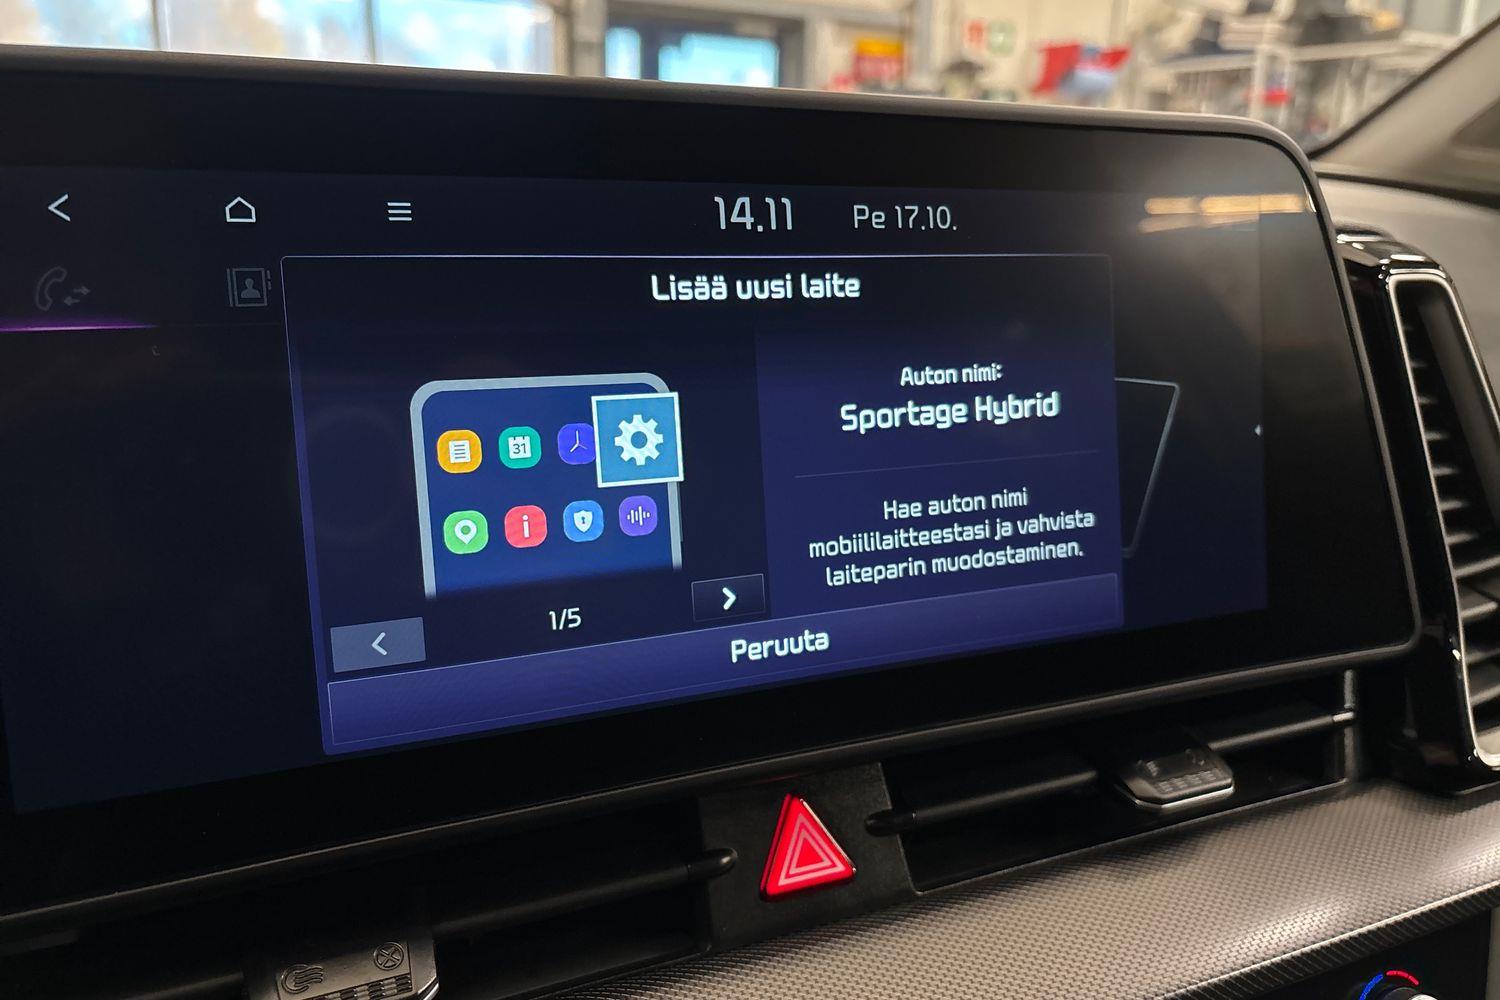 14.11 Pe 17.10.
Lisää uusi laite
31
Auton nimi:
Sportage Hybrid
Hae auton nimi
mobiililaitteestasi ja vahvista
laiteparin muodostaminen.
1/5
Peruuta